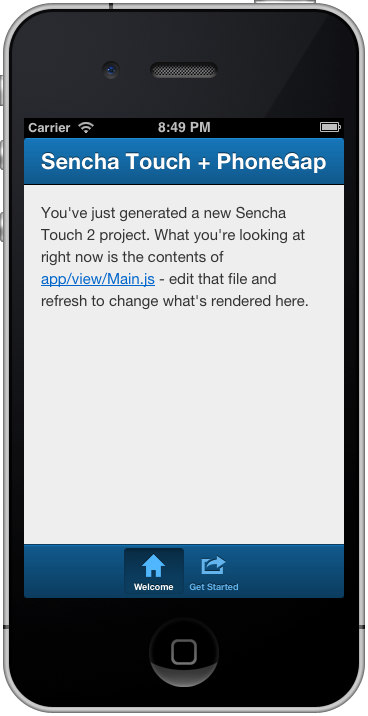 Carrier 8:49 PM
Sencha Touch + PhoneGap
You've just generated a new Sencha
Touch 2 project. What you're looking at
right now is the contents of
app/view/Main.js - edit that file and
refresh to change what's rendered here.
Welcome Get Started